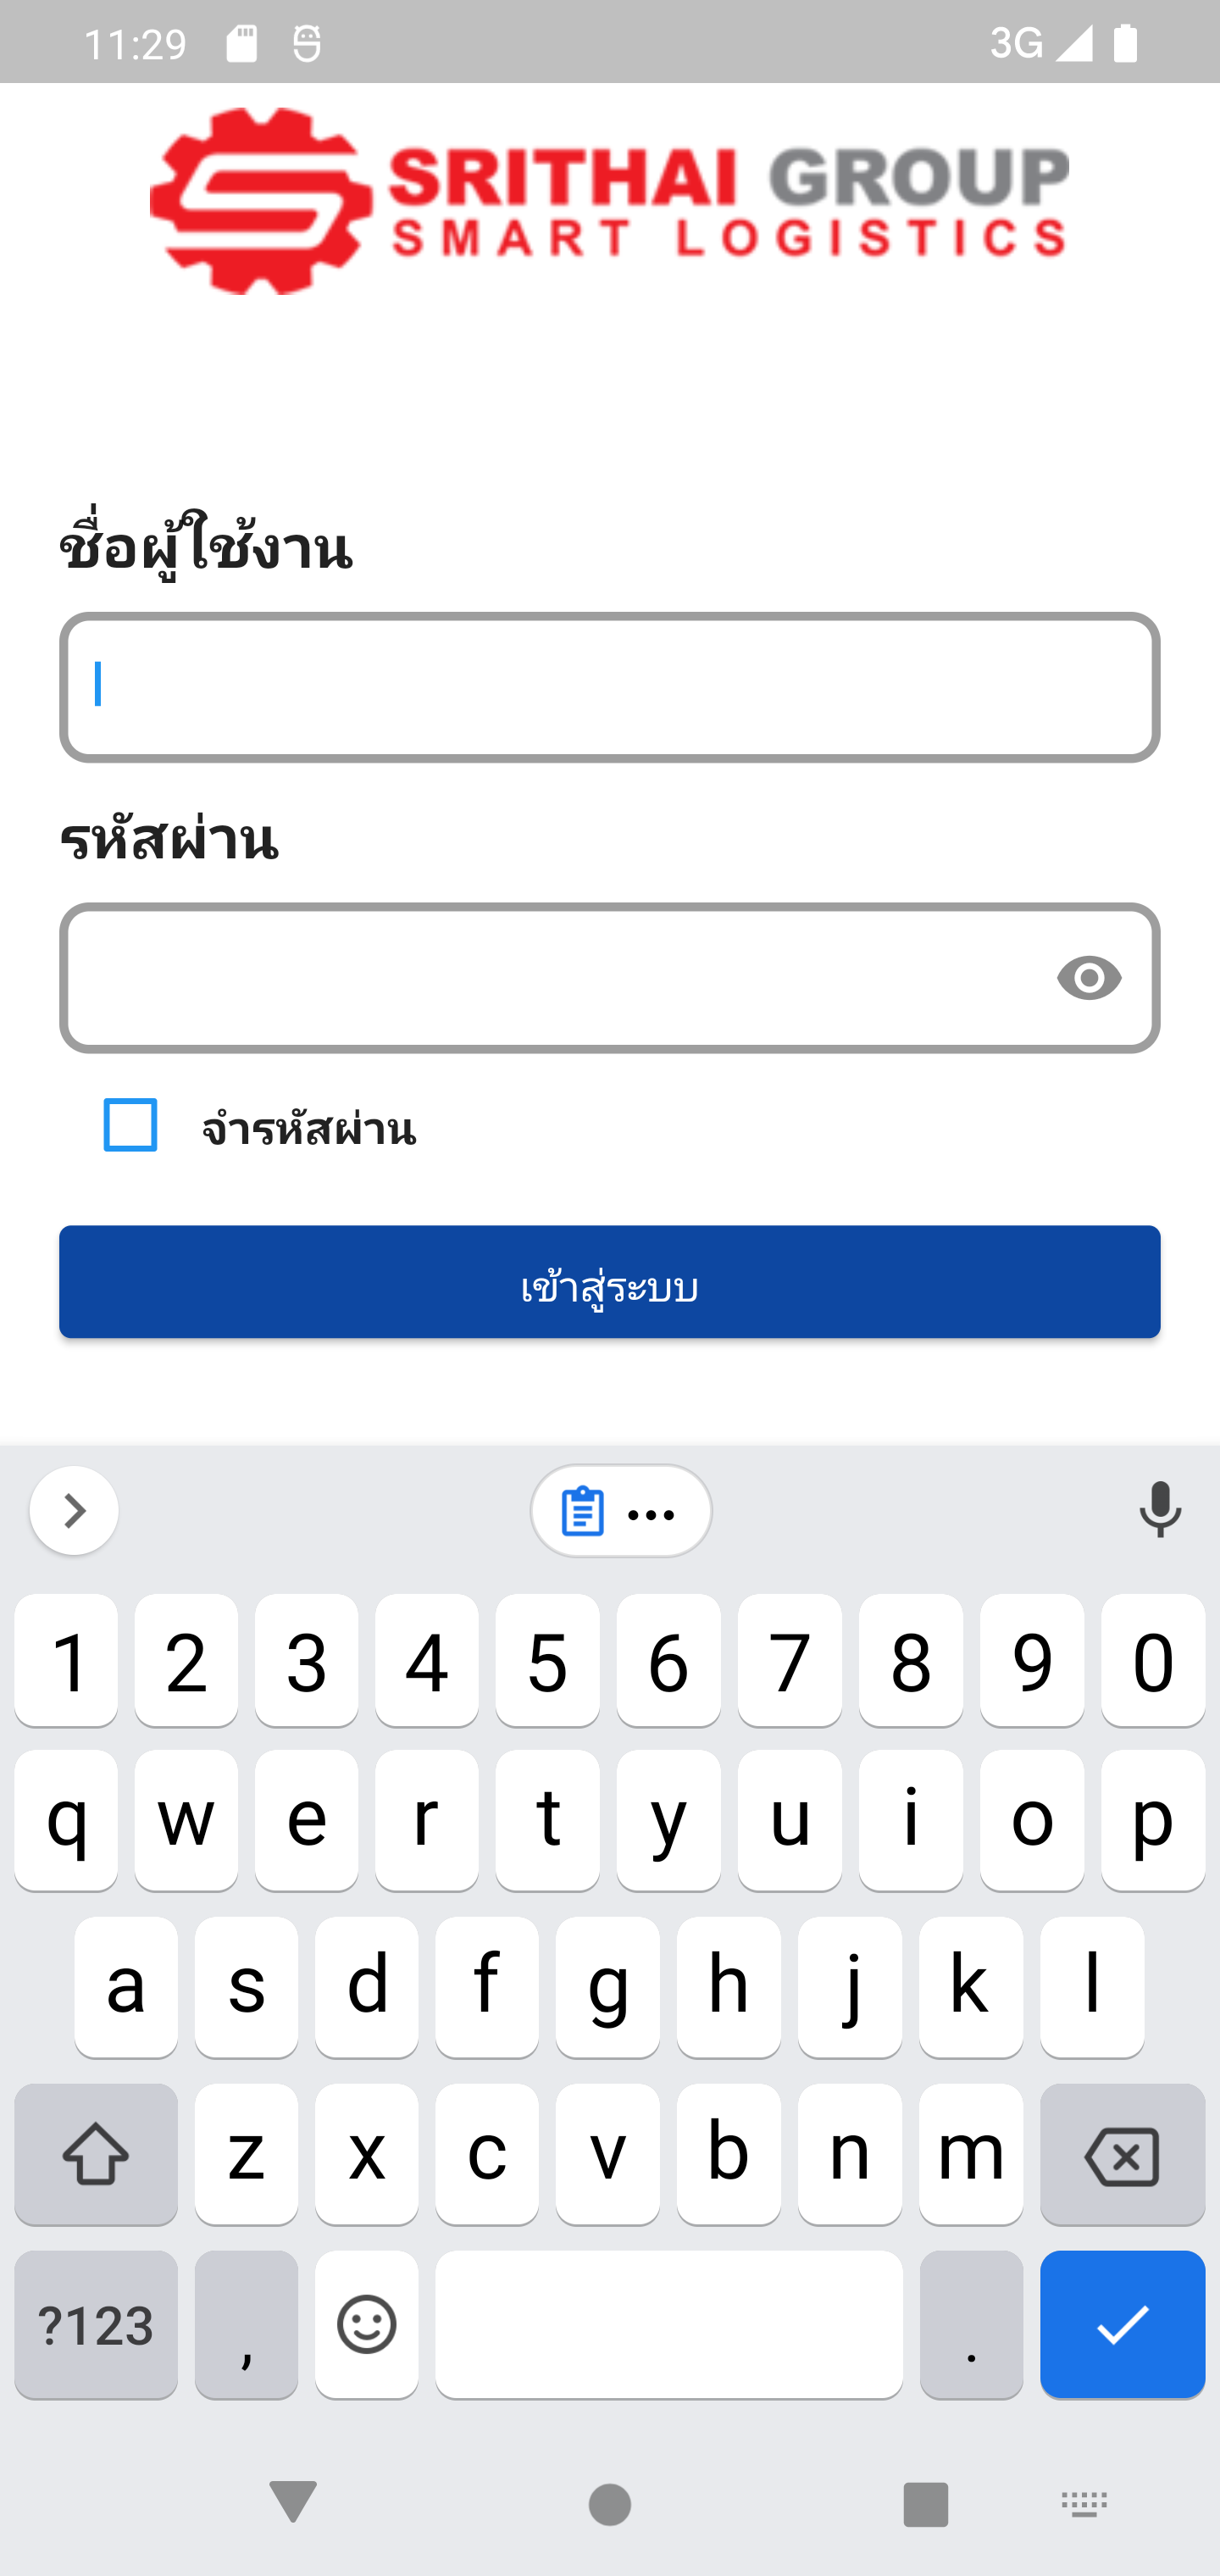 11:29
3G
SRITHAI GROUP
SMART LOGISTICS
ชื่อผู้ใช้งาน
รหัสผ่าน
จำรหัสผ่าน
เข้าสู่ระบบ
...
1 2 3 4 5 6 7 8 9 0
q w e r t y u i o p
a s d f g h j k l
z x c v b n m
?123 , .